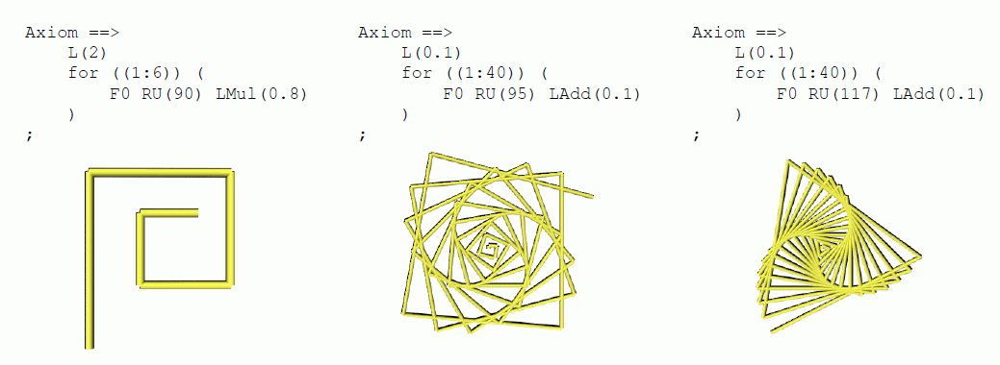 Axiom ==>
    L(2)
    for ((1:6)) (
        F0 RU(90) LMul(0.8)
    )
;
Axiom ==>
    L(0.1)
    for ((1:40)) (
        F0 RU(95) LAdd(0.1)
    )
;
Axiom ==>
    L(0.1)
    for ((1:40)) (
        F0 RU(117) LAdd(0.1)
    )
;